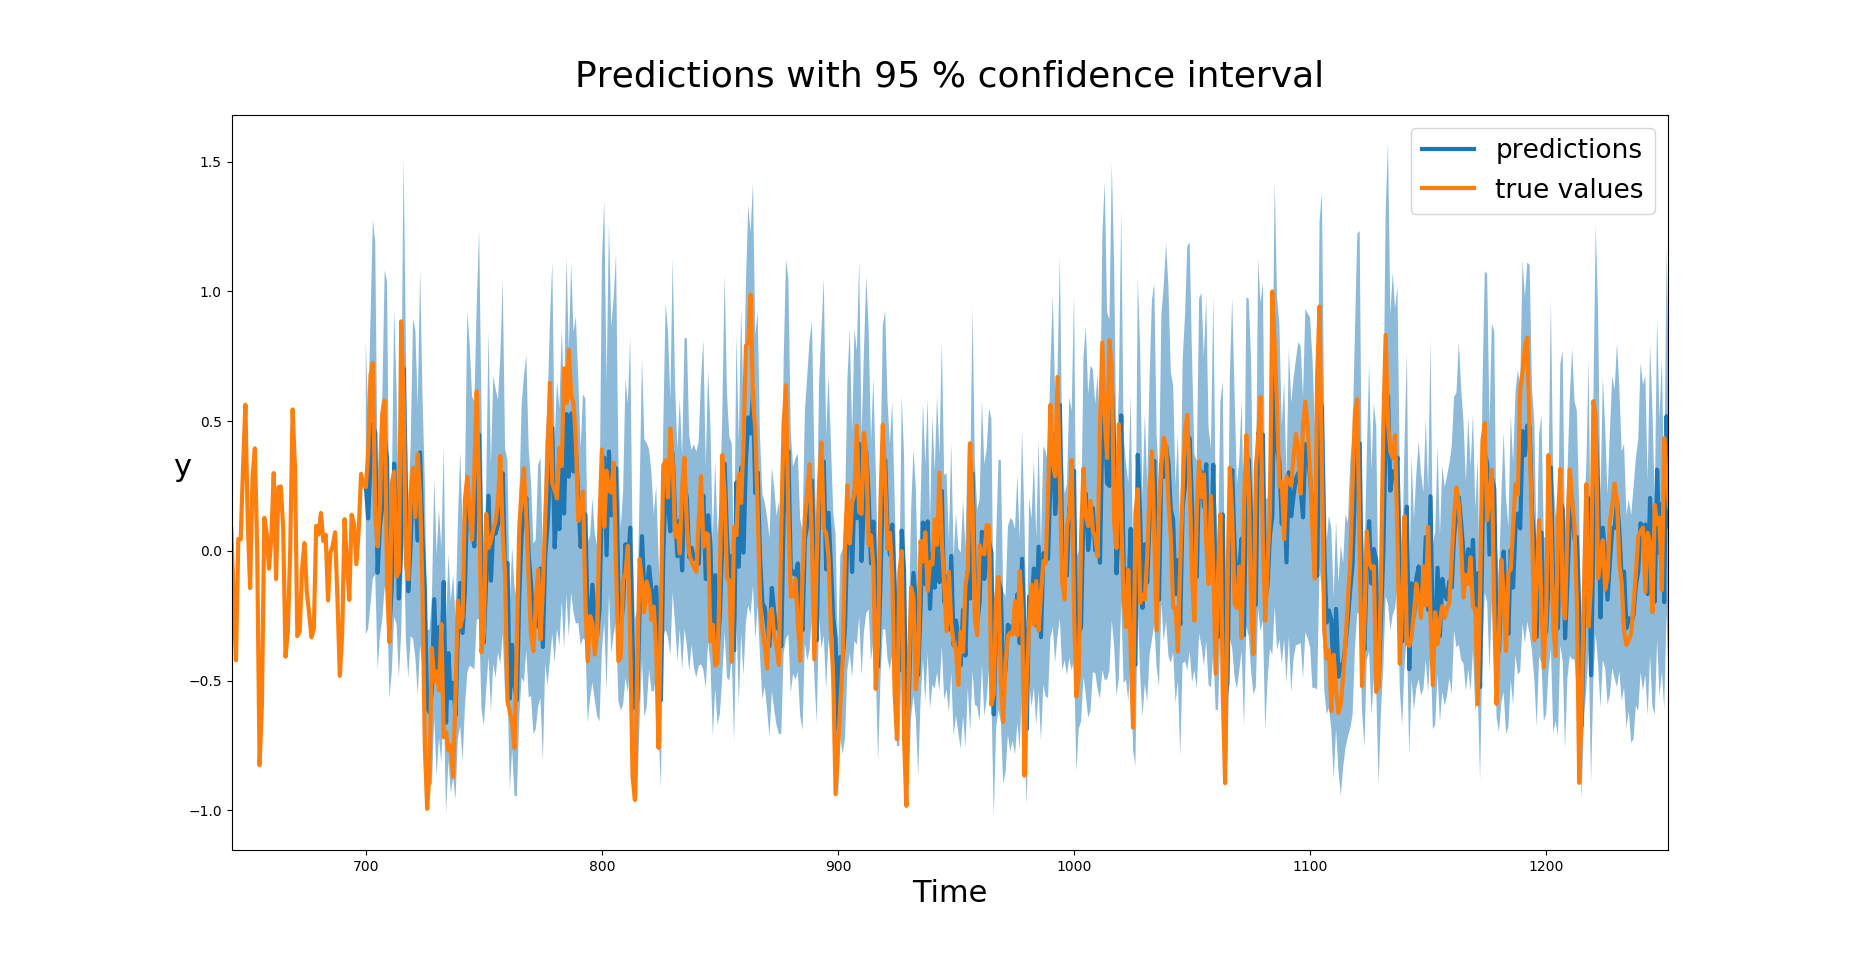 Predictions with 95 % confidence interval
predictions
true values
1.5
1.0
0.5
0.0
−0.5
−1.0
y
700
800
900
1000
1100
1200
Time